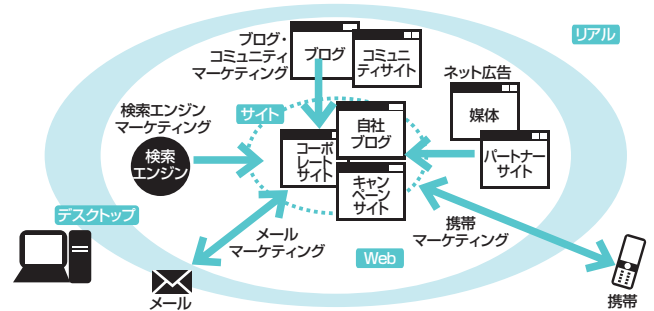 リアル
ブログ・
コミュニティ
マーケティング
ブログ
コミュニ
ティサイト
ネット広告
媒体
パートナー
サイト
検索エンジン
マーケティング
検索
エンジン
サイト
自社
ブログ
コーポ
レート
サイト
キャン
ペーン
サイト
デスクトップ
メール
マーケティング
携帯
マーケティング
Web
メール
携帯